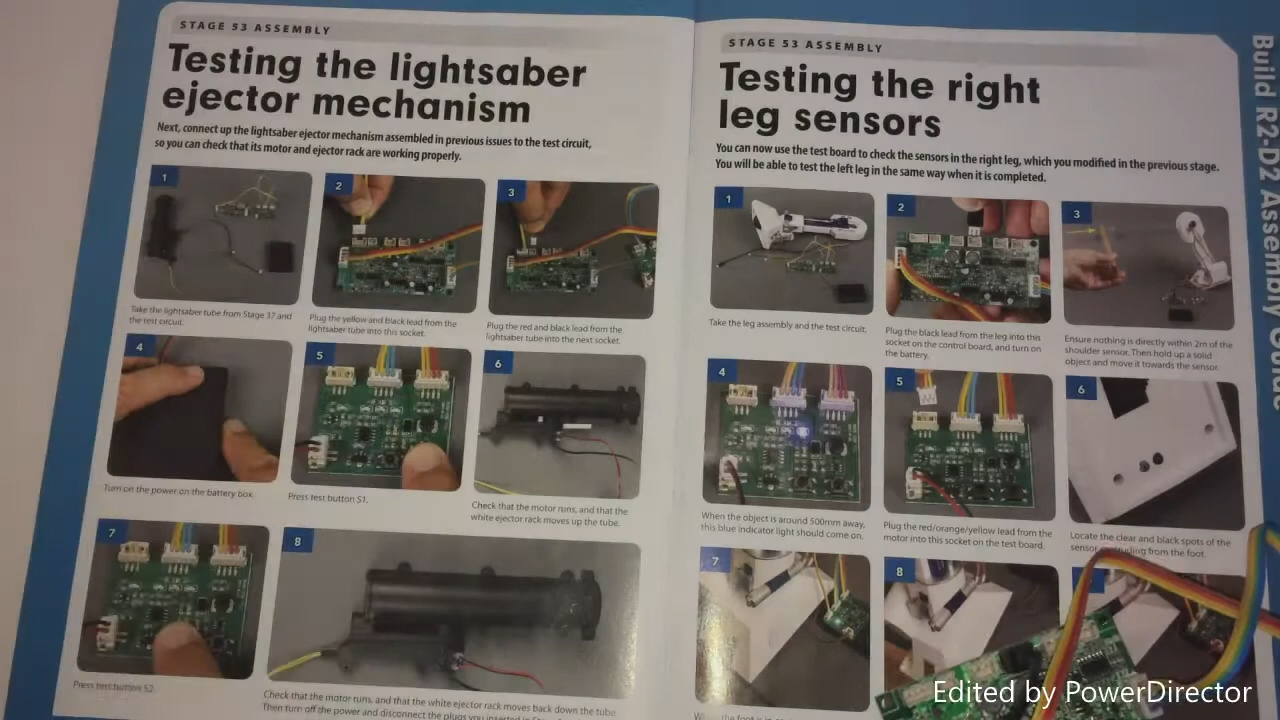 STAGE 53 ASSEMBLY
Testing the lightsaber
ejector mechanism
Next, connect up the lightsaber ejector mechanism assembled in previous issues to the test circuit,
so you can check that its motor and ejector rack are working properly.
1
2
3
Take the lightsaber tube from Stage 37 and
the test circuit.
Plug the yellow and black lead from the
lightsaber tube into this socket.
Plug the red and black lead from the
lightsaber tube into the next socket.
4
5
6
Turn on the power on the battery box.
Press test button S1.
Check that the motor runs, and that the
white ejector rack moves up the tube.
7
8
Press test button S2.
Check that the motor runs, and that the white ejector rack moves back down the tube.
Then turn off the power and disconnect the plugs you inserted in
STAGE 53 ASSEMBLY
Testing the right
leg sensors
You can now use the test board to check the sensors in the right leg, which you modified in the previous stage.
You will be able to test the left leg in the same way when it is completed.
1
2
3
Take the leg assembly and the test circuit.
Plug the black lead from the leg into this
socket on the control board, and turn on
the battery.
Ensure nothing is directly within 2m of the
shoulder sensor. Then hold up a solid
object and move it towards the sensor.
4
5
6
When the object is around 500mm away,
this blue indicator light should come on.
Plug the red/orange/yellow lead from the
motor into this socket on the test board.
Locate the clear and black spots of the
sensor from the foot.
7
8
the foot is in
Build R2-D2 Assembly Guide
Edited by PowerDirector